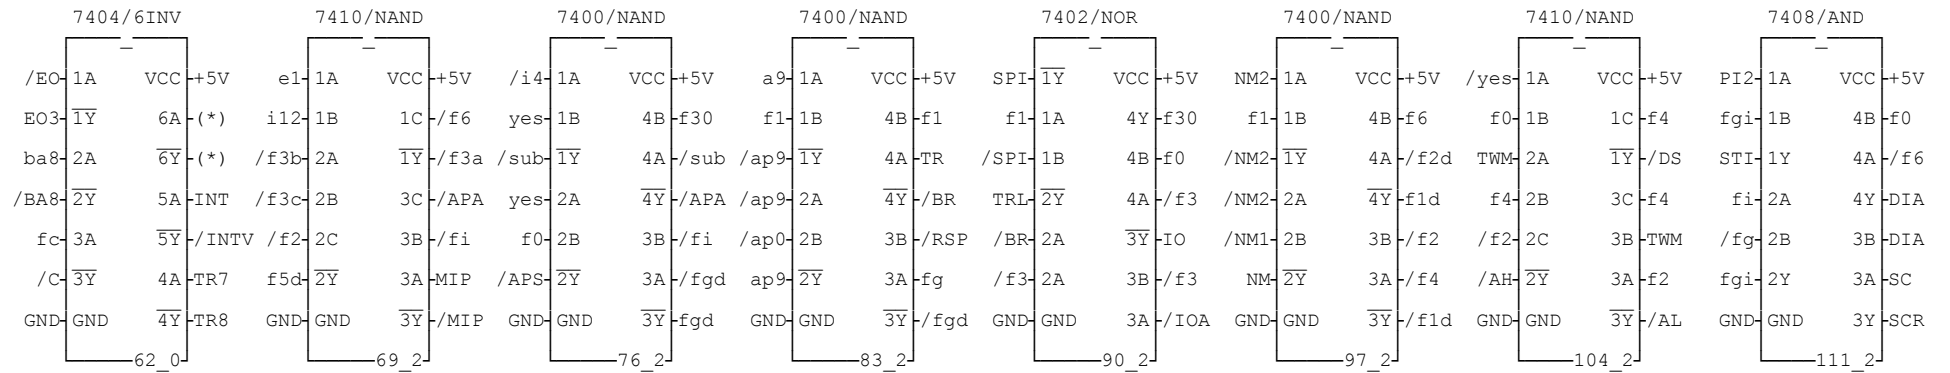 7404/6INV 7410/NAND 7400/NAND 7400/NAND 7402/NOR 7400/NAND 7410/NAND 7408/AND
/EO 1A VCC +5V e1 1A VCC +5V /i4 1A VCC +5V a9 1A VCC +5V SPI 1Y VCC +5V NM2 1A VCC +5V /yes 1A VCC +5V PI2 1A VCC +5V
EO3 1Y 6A (*) i12 1B 1C /f6 yes 1B 4B f30 f1 1B 4B f1 f1 1A 4Y f30 f1 1B 4B f6 f0 1B 1C f4 fgi 1B 4B f0
ba8 2A 6Y (*) /f3b 2A 1Y /f3a /sub 1Y 4A /sub /ap9 1Y 4A TR /SPI 1B 4B f0 /NM2 1Y 4A /f2d TWM 2A 1Y /DS STI 1Y 4A /f6
/BA8 2Y 5A INT /f3c 2B 3C /APA yes 2A 4Y /APA /ap9 2A 4Y /BR TRL 2Y 4A /f3 /NM2 2A 4Y f1d f4 2B 3C f4 fi 2A 4Y DIA
fc 3A 5Y /INTV /f2 2C 3B /fi f0 2B 3B /fi /ap0 2B 3B /RSP /BR 2A 3Y IO /NM1 2B 3B /f2 /f2 2C 3B TWM /fg 2B 3B DIA
/C 3Y 4A TR7 f5d 2Y 3A MIP /APS 2Y 3A /fgd ap9 2Y 3A fg /f3 2A 3B /f3 NM 2Y 3A /f4 /AH 2Y 3A f2 fgi 2Y 3A SC
GND GND 4Y TR8 GND GND 3Y /MIP GND GND 3Y fgd GND GND 3Y /fgd GND GND 3A /IOA GND GND 3Y /f1d GND GND 3Y /AL GND GND 3Y SCR
62_0 69_2 76_2 83_2 90_2 97_2 104_2 111_2